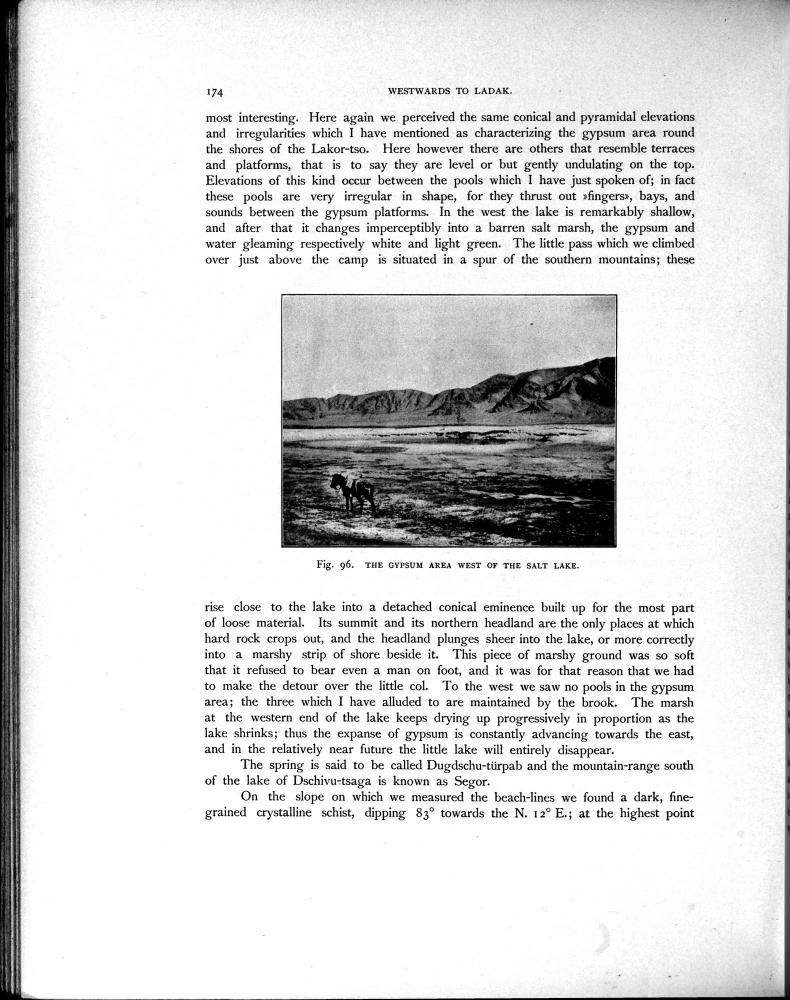 174
WESTWARDS TO LADAK.
most interesting. Here again we perceived the same conical and pyramidal elevations
and irregularities which I have mentioned as characterizing the gypsum area round
the shores of the Lakor-tso. Here however there are others that resemble terraces
and platforms, that is to say they are level or but gently undulating on the top.
Elevations of this kind occur between the pools which I have just spoken of; in fact
these pools are very irregular in shape, for they thrust out »fingers», bays, and
sounds between the gypsum platforms. In the west the lake is remarkably shallow,
and after that it changes imperceptibly into a barren salt marsh, the gypsum and
water gleaming respectively white and light green. The little pass which we climbed
over just above the camp is situated in a spur of the southern mountains; these
Fig. 96. THE GYPSUM AREA WEST OF THE SALT LAKE.
rise close to the lake into a detached conical eminence built up for the most part
of loose material. Its summit and its northern headland are the only places at which
hard rock crops out, and the headland plunges sheer into the lake, or more correctly
into a marshy strip of shore beside it. This piece of marshy ground was so soft
that it refused to bear even a man on foot, and it was for that reason that we had
to make the detour over the little col. To the west we saw no pools in the gypsum
area; the three which I have alluded to are maintained by the brook. The marsh
at the western end of the lake keeps drying up progressively in proportion as the
lake shrinks; thus the expanse of gypsum is constantly advancing towards the east,
and in the relatively near future the little lake will entirely disappear.
The spring is said to be called Dugdschu-türpab and the mountain-range south
of the lake of Dschivu-tsaga is known as Segor.
On the slope on which we measured the beach-lines we found a dark, fine-
grained crystalline schist, dipping 83° towards the N. 12° E.; at the highest point